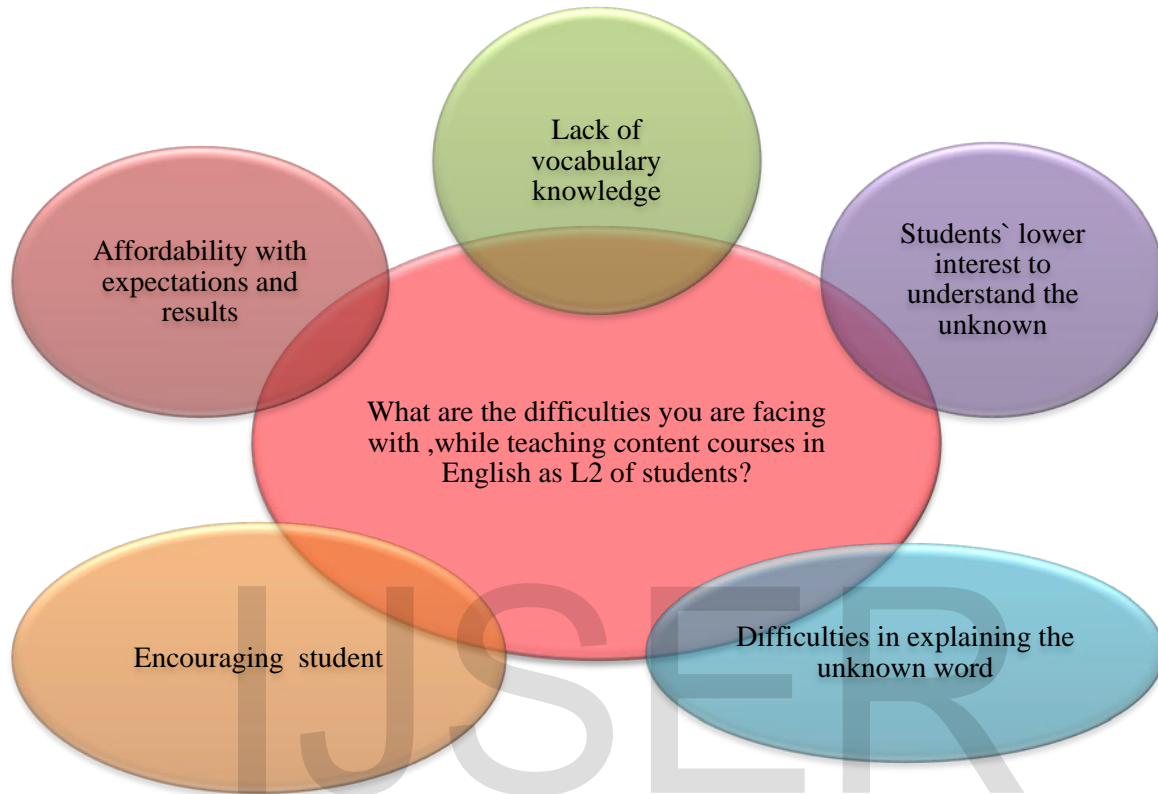 Lack of
vocabulary
knowledge
Affordability with
expectations and
results
Students` lower
interest to
understand the
unknown
What are the difficulties you are facing
with ,while teaching content courses in
English as L2 of students?
Encouraging  student
Difficulties in explaining the
unknown word
IJSER